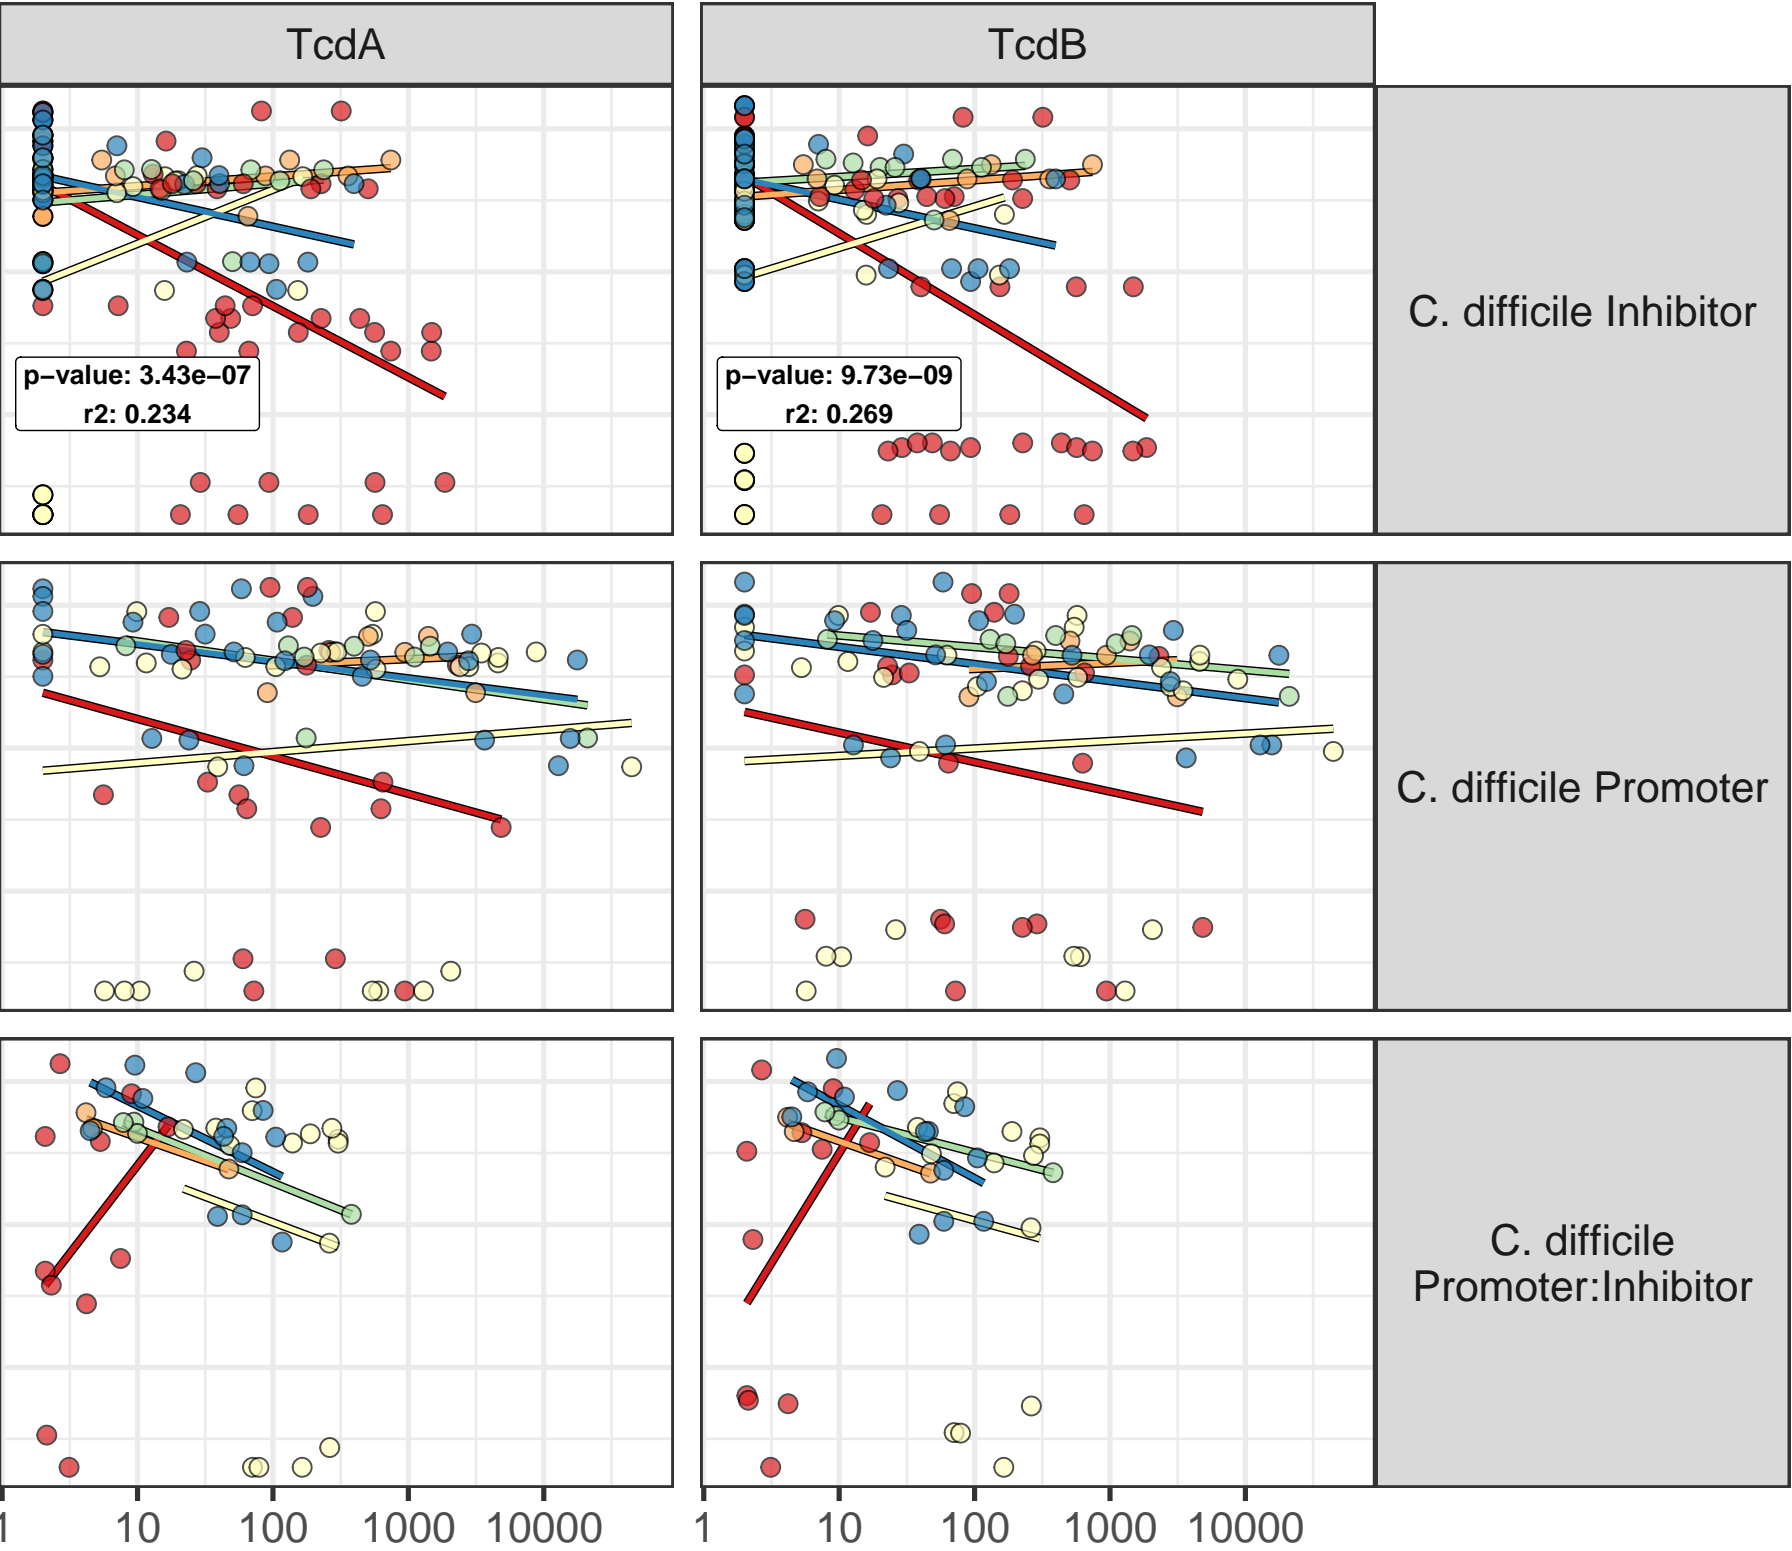 TcdA
TcdB
C. difficile Inhibitor
p−value: 3.43e−07
r2: 0.234
p−value: 9.73e−09
r2: 0.269
C. difficile Promoter
C. difficile
Promoter:Inhibitor
1 10 100 1000 10000
1 10 100 1000 10000